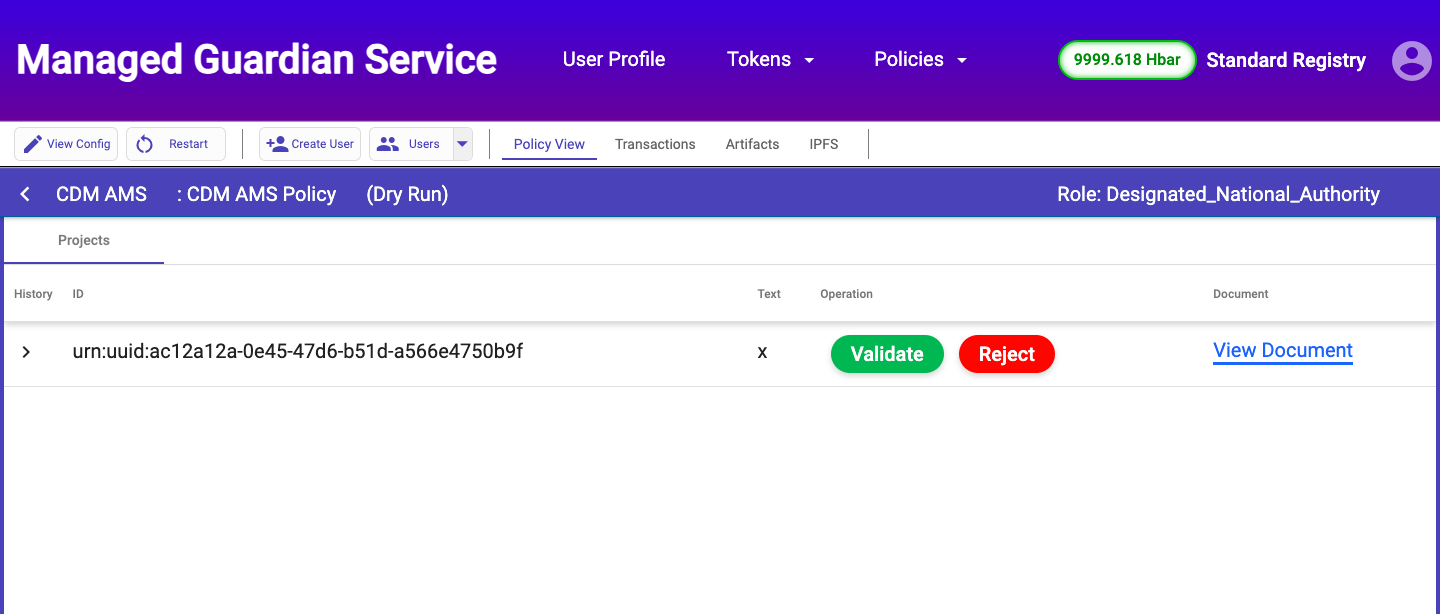 Managed Guardian Service User Profile Tokens Policies 9999.618 Hbar Standard Registry
View Config Restart Create User Users Policy View Transactions Artifacts IPFS
CDM AMS : CDM AMS Policy (Dry Run) Role: Designated_National_Authority
Projects
History ID Text Operation Document
urn:uuid:ac12a12a-0e45-47d6-b51d-a566e4750b9f x Validate Reject View Document